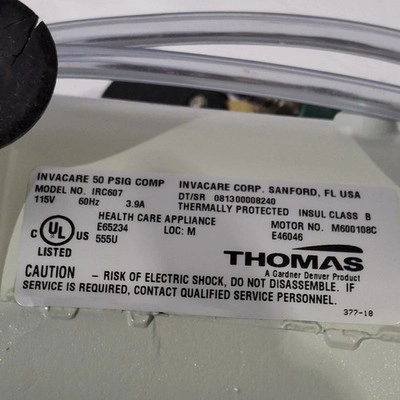 INVACARE 50 PSIG COMP INVACARE CORP. SANFORD, FL USA
MODEL NO. IRC607 DT/SR 081300008240
115V 60Hz 3.9A THERMALLY PROTECTED INSUL CLASS B
HEALTH CARE APPLIANCE MOTOR NO. M600108C
E65234 LOC: M E46046
555U
C UL US
LISTED
THOMAS
A Gardner Denver Product
CAUTION - RISK OF ELECTRIC SHOCK, DO NOT DISASSEMBLE. IF
SERVICE IS REQUIRED, CONTACT QUALIFIED SERVICE PERSONNEL.
377-18